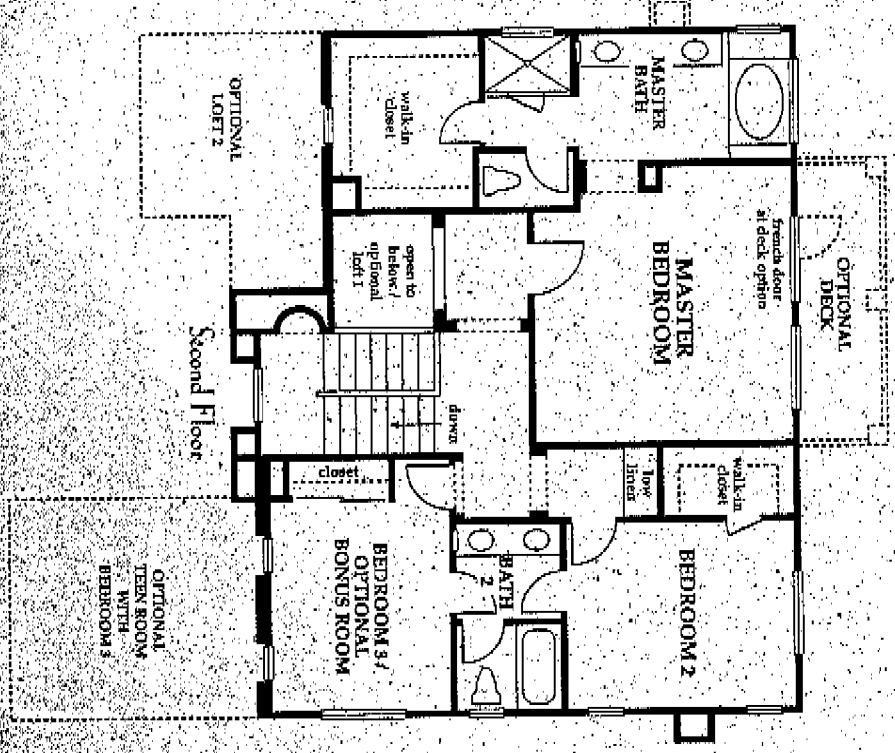 OPTIONAL
DECK
french door
at deck option
MASTER
BATH
MASTER
BEDROOM
walk-in
closet
open to
below /
optional
loft 1
OPTIONAL
LOFT 2
down
Second Floor
walk-in
closet
low
linen
closet
BEDROOM 2
BATH
2
BEDROOM 3 /
OPTIONAL
BONUS ROOM
OPTIONAL
TEEN ROOM
WITH
BEDROOM 3